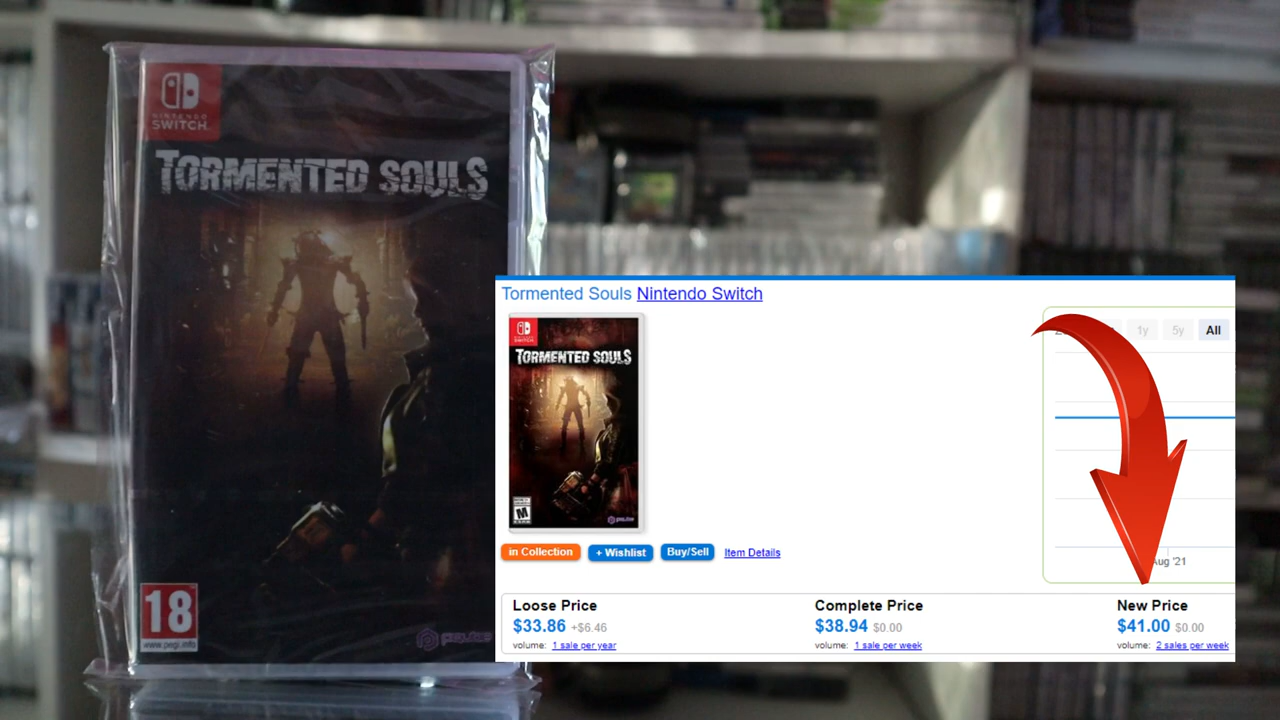 NINTENDO
SWITCH
TORMENTED SOULS
18
www.pegi.info
Tormented Souls Nintendo Switch
NINTENDO
SWITCH
TORMENTED SOULS
M
in Collection
+ Wishlist
Buy/Sell
Item Details
1y
5y
All
Aug '21
Loose Price
$33.86 +$6.46
volume: 1 sale per year
Complete Price
$38.94 $0.00
volume: 1 sale per week
New Price
$41.00 $0.00
volume: 2 sales per week